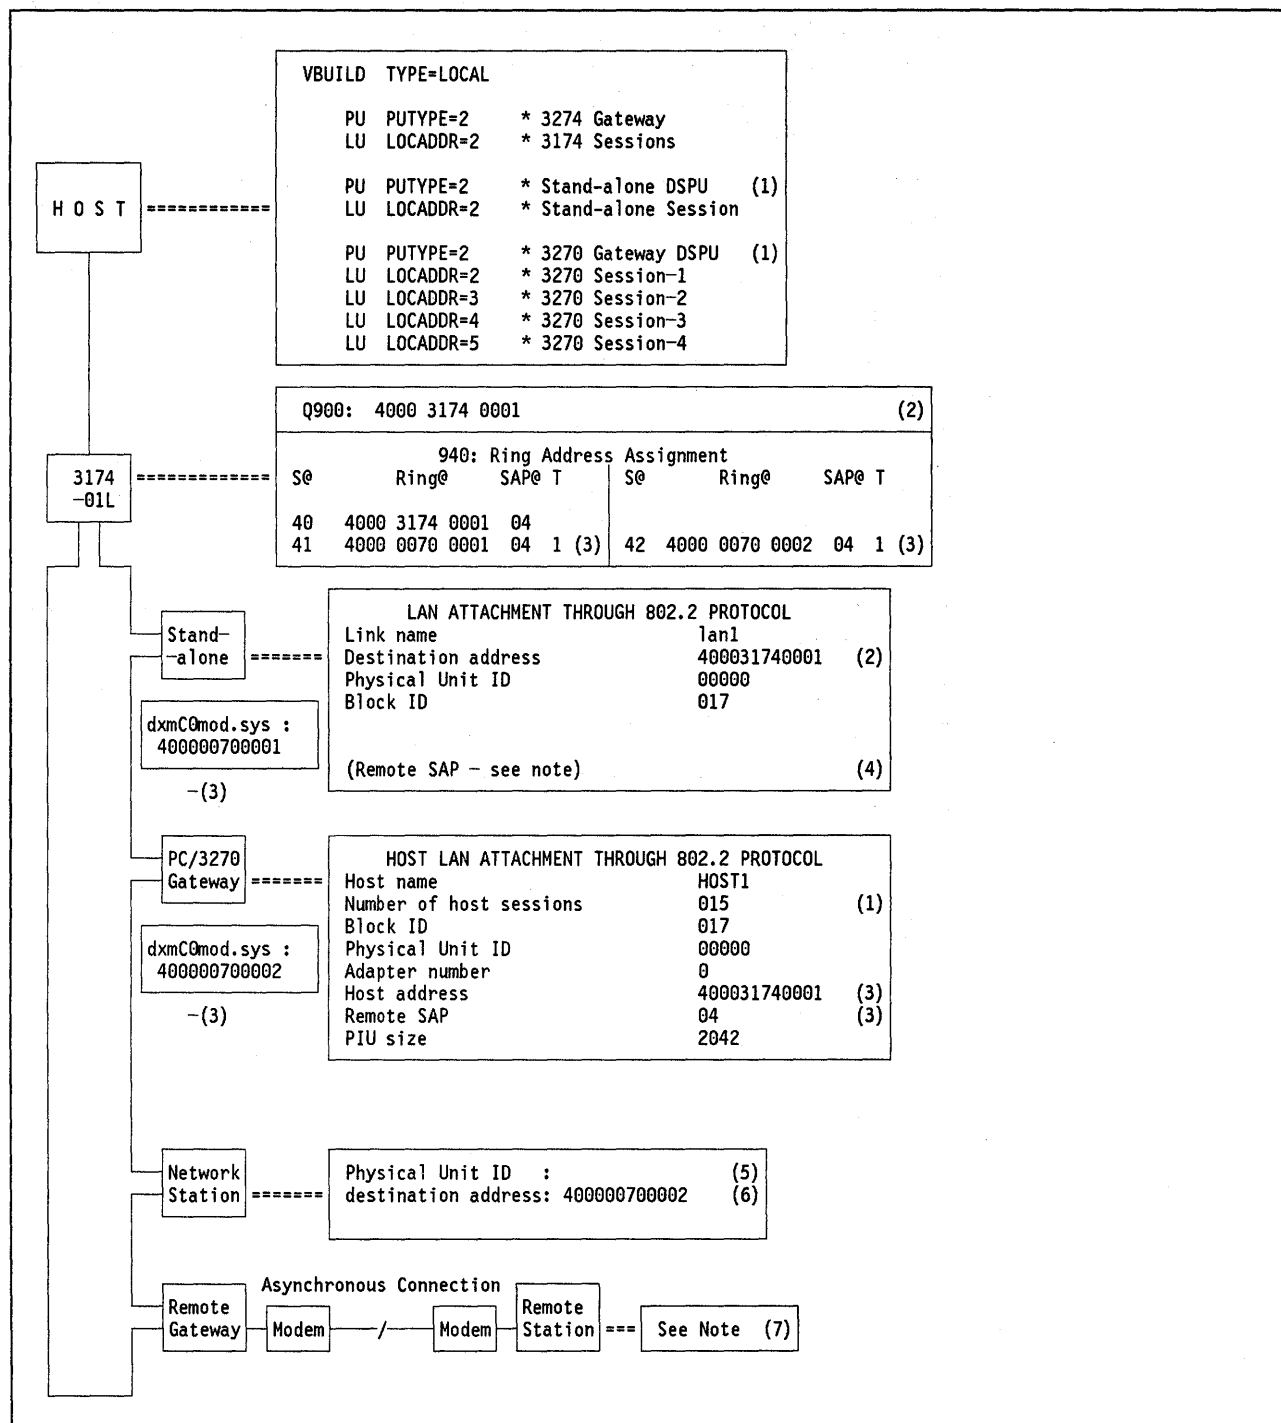 VBUILD TYPE=LOCAL
PU PUTYPE=2 * 3274 Gateway
LU LOCADDR=2 * 3174 Sessions
PU PUTYPE=2 * Stand-alone DSPU (1)
H O S T ============ LU LOCADDR=2 * Stand-alone Session
PU PUTYPE=2 * 3270 Gateway DSPU (1)
LU LOCADDR=2 * 3270 Session-1
LU LOCADDR=3 * 3270 Session-2
LU LOCADDR=4 * 3270 Session-3
LU LOCADDR=5 * 3270 Session-4
Q900: 4000 3174 0001 (2)
940: Ring Address Assignment
3174 ============= S@ Ring@ SAP@ T S@ Ring@ SAP@ T
-01L
40 4000 3174 0001 04
41 4000 0070 0001 04 1 (3) 42 4000 0070 0002 04 1 (3)
LAN ATTACHMENT THROUGH 802.2 PROTOCOL
Stand- Link name lan1
-alone ======= Destination address 400031740001 (2)
Physical Unit ID 00000
Block ID 017
dxmC0mod.sys :
400000700001
(Remote SAP - see note) (4)
-(3)
PC/3270 HOST LAN ATTACHMENT THROUGH 802.2 PROTOCOL
Gateway ======= Host name HOST1
Number of host sessions 015 (1)
Block ID 017
dxmC0mod.sys : Physical Unit ID 00000
400000700002 Adapter number 0
Host address 400031740001 (3)
-(3) Remote SAP 04 (3)
PIU size 2042
Network Physical Unit ID : (5)
Station ======= destination address: 400000700002 (6)
Asynchronous Connection
Remote Remote
Gateway Modem / Modem Station === See Note (7)